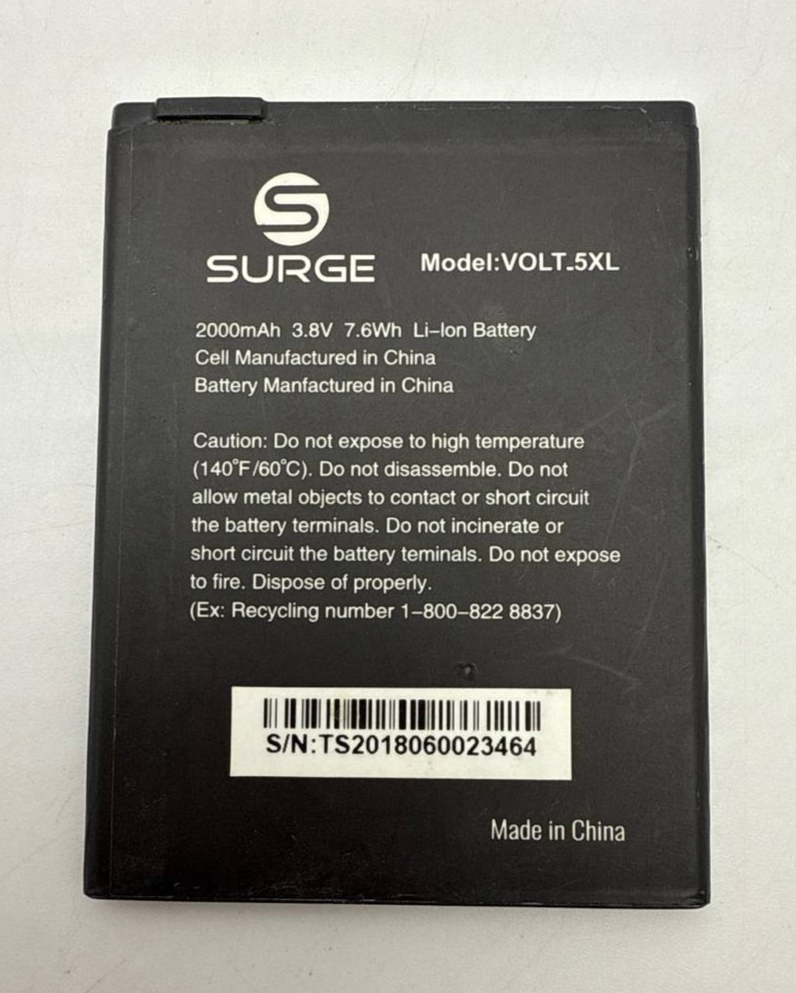 S
SURGE
Model:VOLT.5XL
2000mAh 3.8V 7.6Wh Li-Ion Battery
Cell Manufactured in China
Battery Manfactured in China
Caution: Do not expose to high temperature
(140°F/60°C). Do not disassemble. Do not
allow metal objects to contact or short circuit
the battery terminals. Do not incinerate or
short circuit the battery teminals. Do not expose
to fire. Dispose of properly.
(Ex: Recycling number 1-800-822 8837)
S/N:TS2018060023464
Made in China